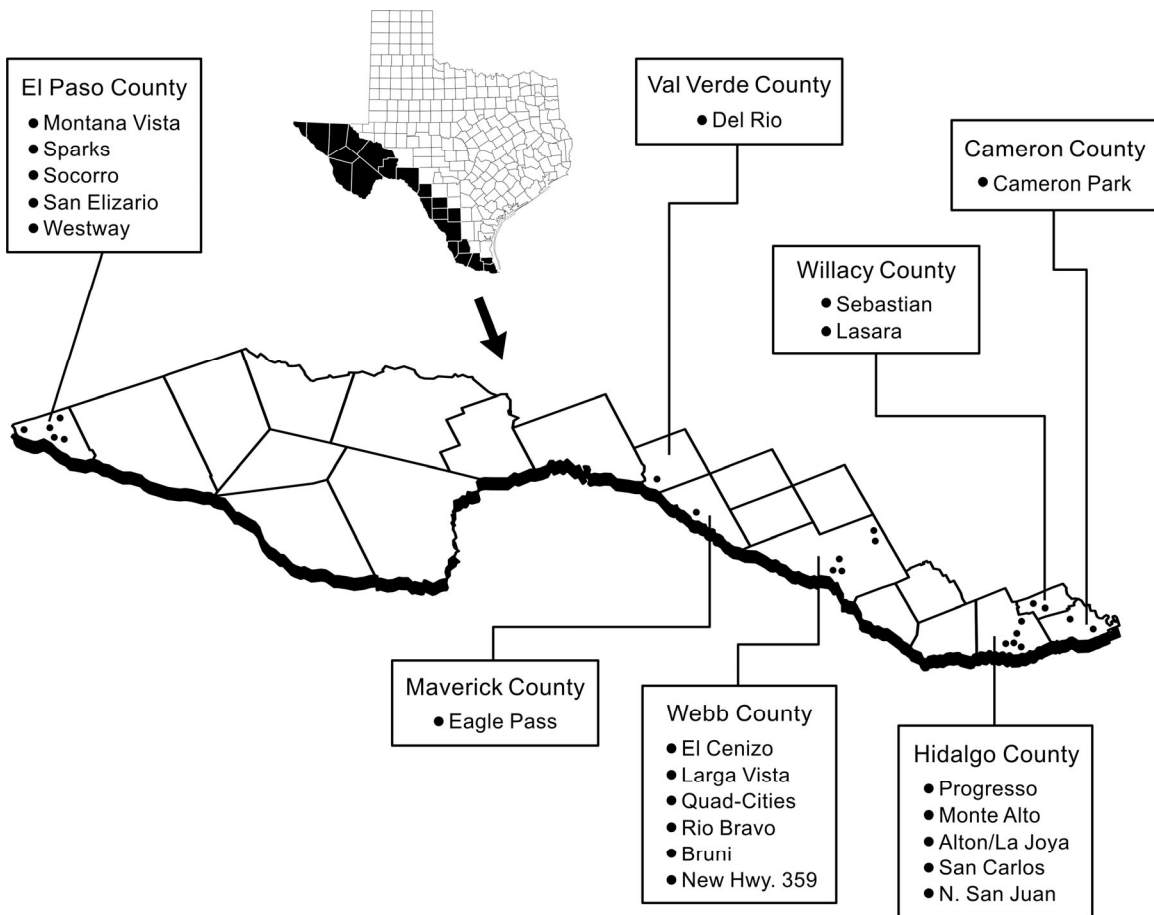 El Paso County
Montana Vista
Sparks
Socorro
San Elizario
Westway
Val Verde County
Del Rio
Cameron County
Cameron Park
Willacy County
Sebastian
Lasara
Maverick County
Eagle Pass
Webb County
El Cenizo
Larga Vista
Quad-Cities
Rio Bravo
Bruni
New Hwy. 359
Hidalgo County
Progresso
Monte Alto
Alton/La Joya
San Carlos
N. San Juan